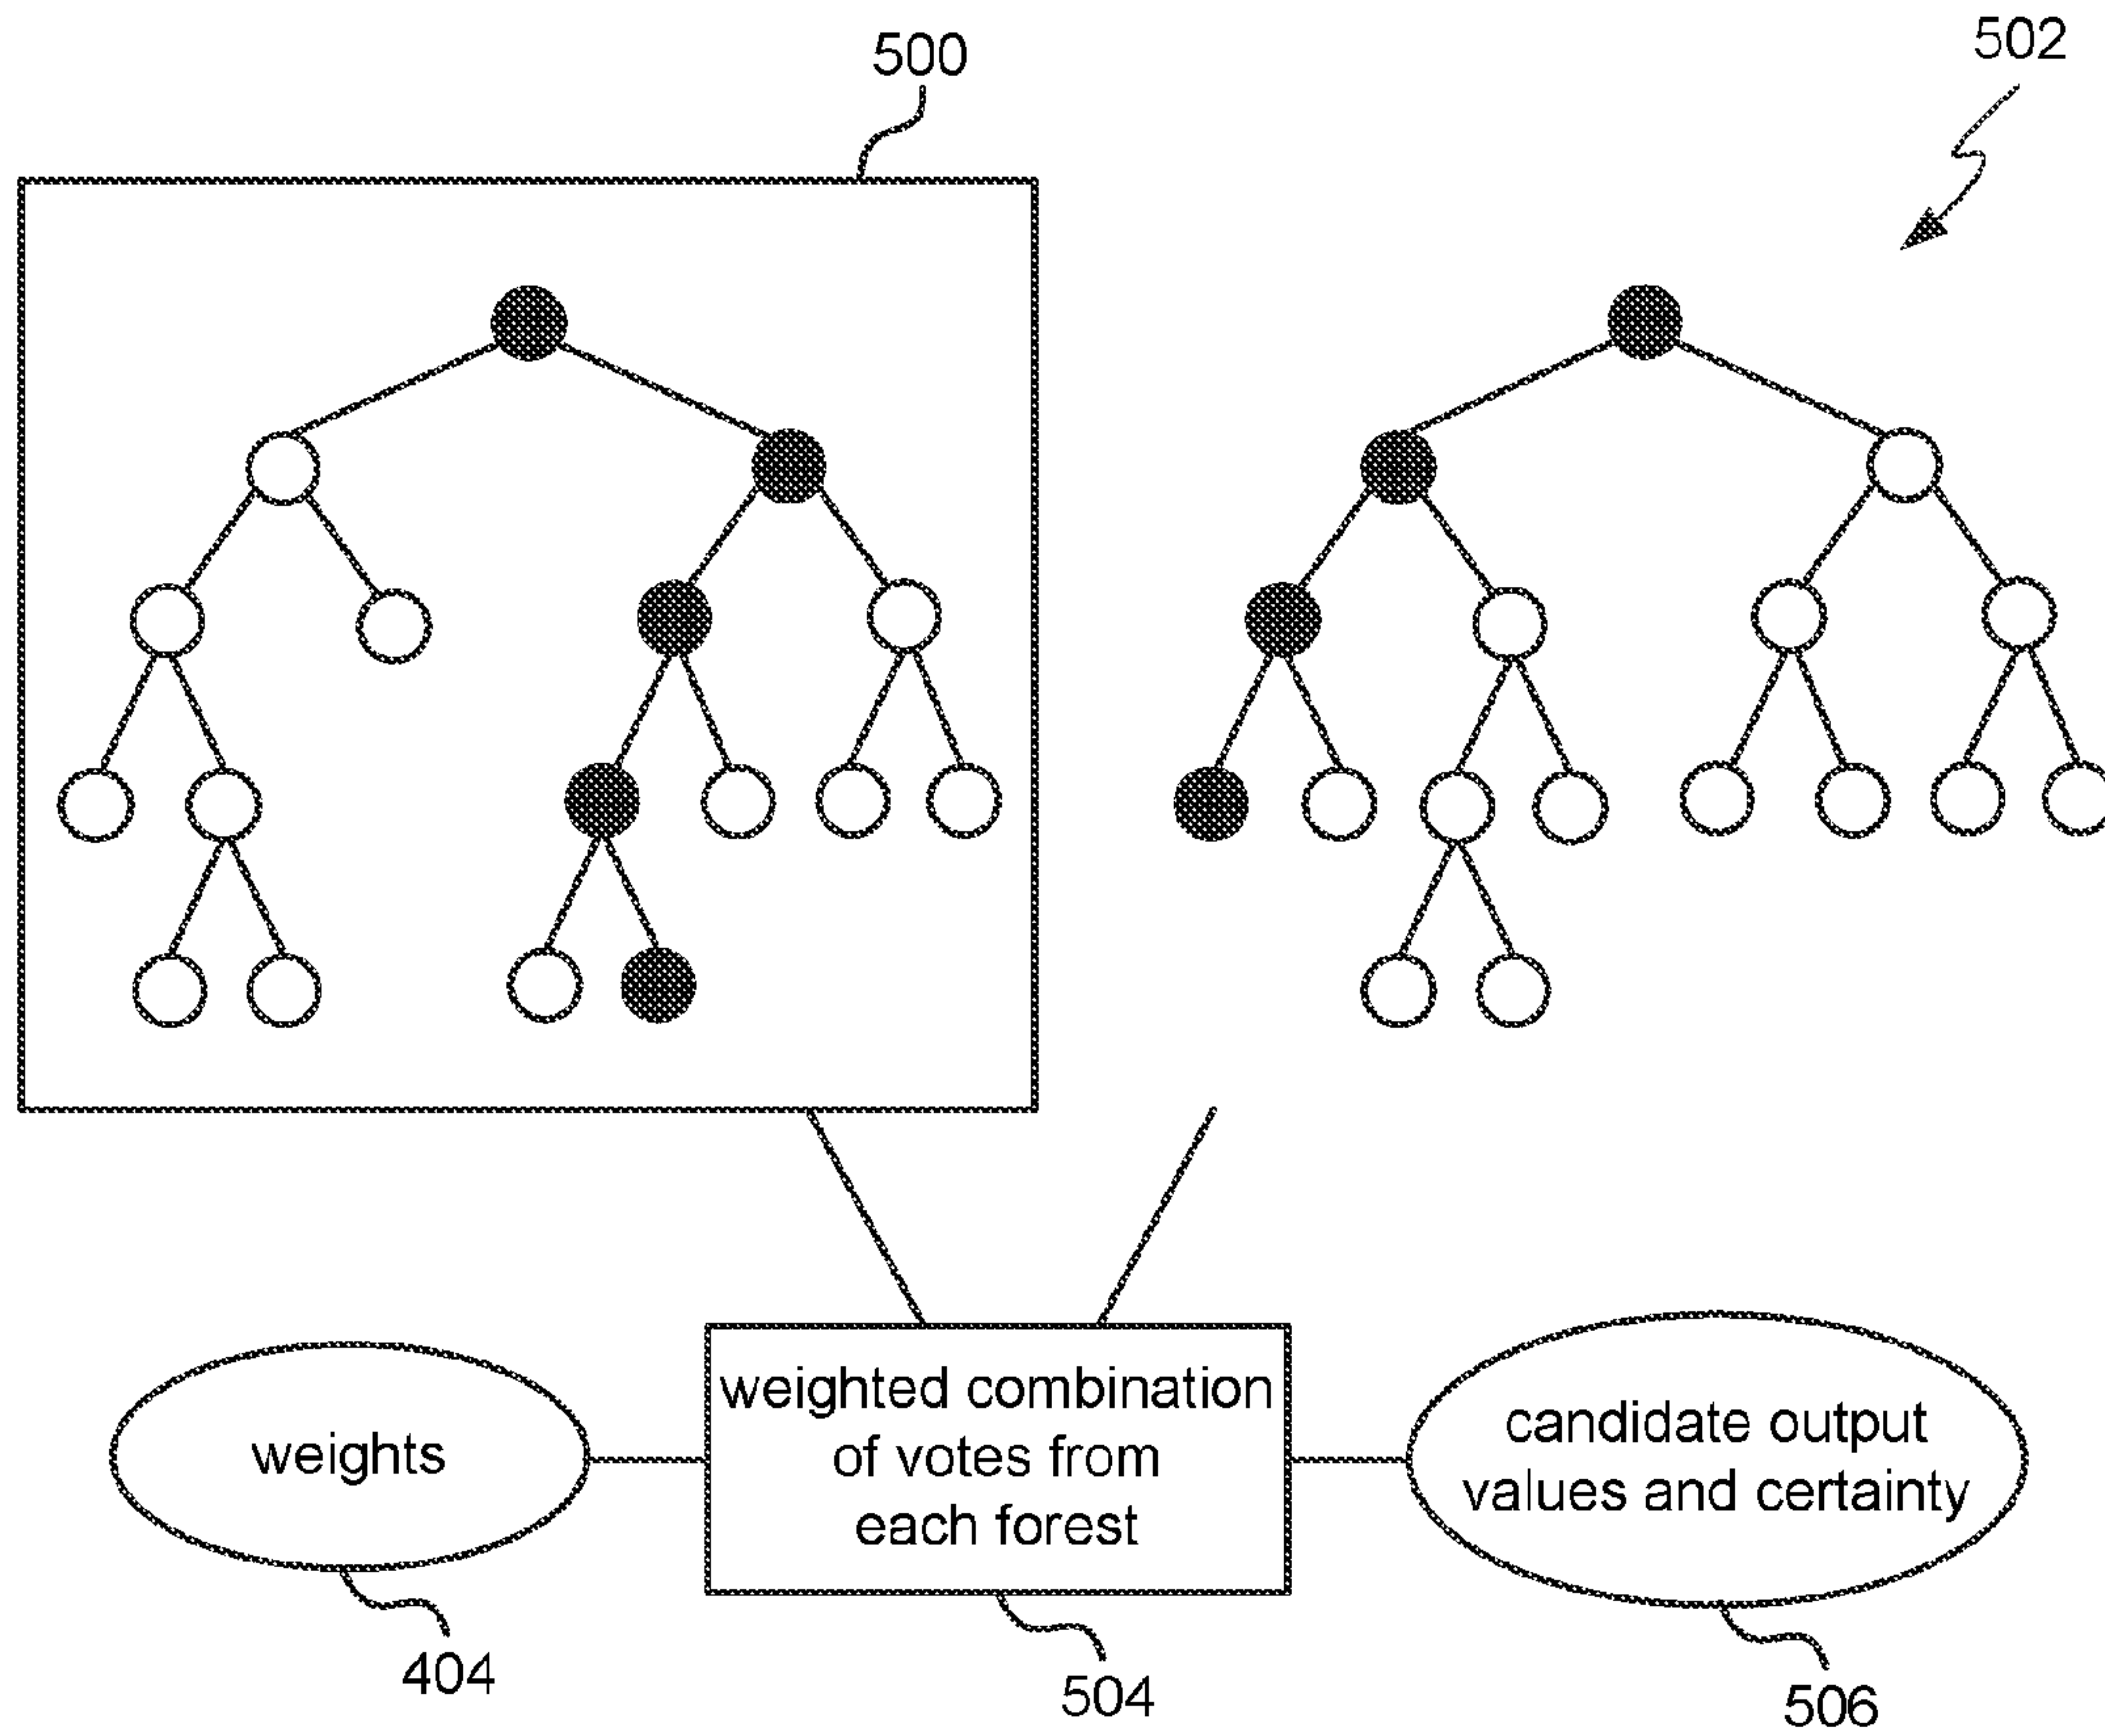 500
502
weights
weighted combination
of votes from
each forest
candidate output
values and certainty
404
504
506